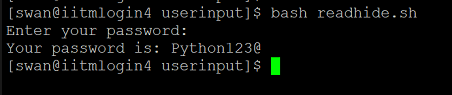 [swan@iitmlogin4 userinput]$ bash readhide.sh
Enter your password:
Your password is: Python123@
[swan@iitmlogin4 userinput]$